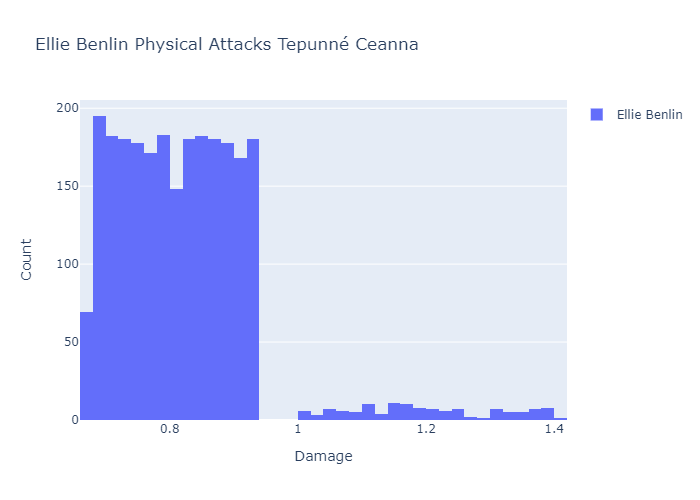 Ellie Benlin Physical Attacks Tepunné Ceanna
Ellie Benlin
200
150
100
50
0
Count
0.8
1
1.2
1.4
Damage